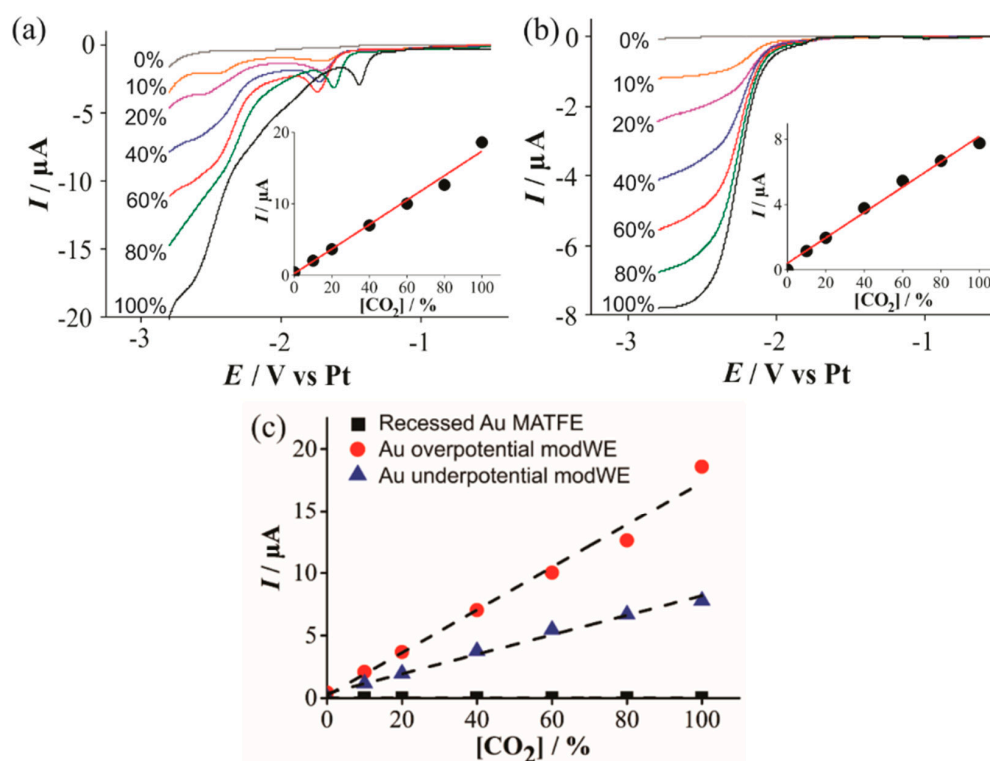 (a)
0
-5
-10
-15
-20
I / µA
0%
10%
20%
40%
60%
80%
100%
20
10
0
I / µA
0 20 40 60 80 100
[CO2] / %
-3 -2 -1
E / V vs Pt
(b)
0
-2
-4
-6
-8
I / µA
0%
10%
20%
40%
60%
80%
100%
8
4
0
I / µA
0 20 40 60 80 100
[CO2] / %
-3 -2 -1
E / V vs Pt
(c)
Recessed Au MATFE
Au overpotential modWE
Au underpotential modWE
20
15
10
5
0
I / µA
0 20 40 60 80 100
[CO2] / %